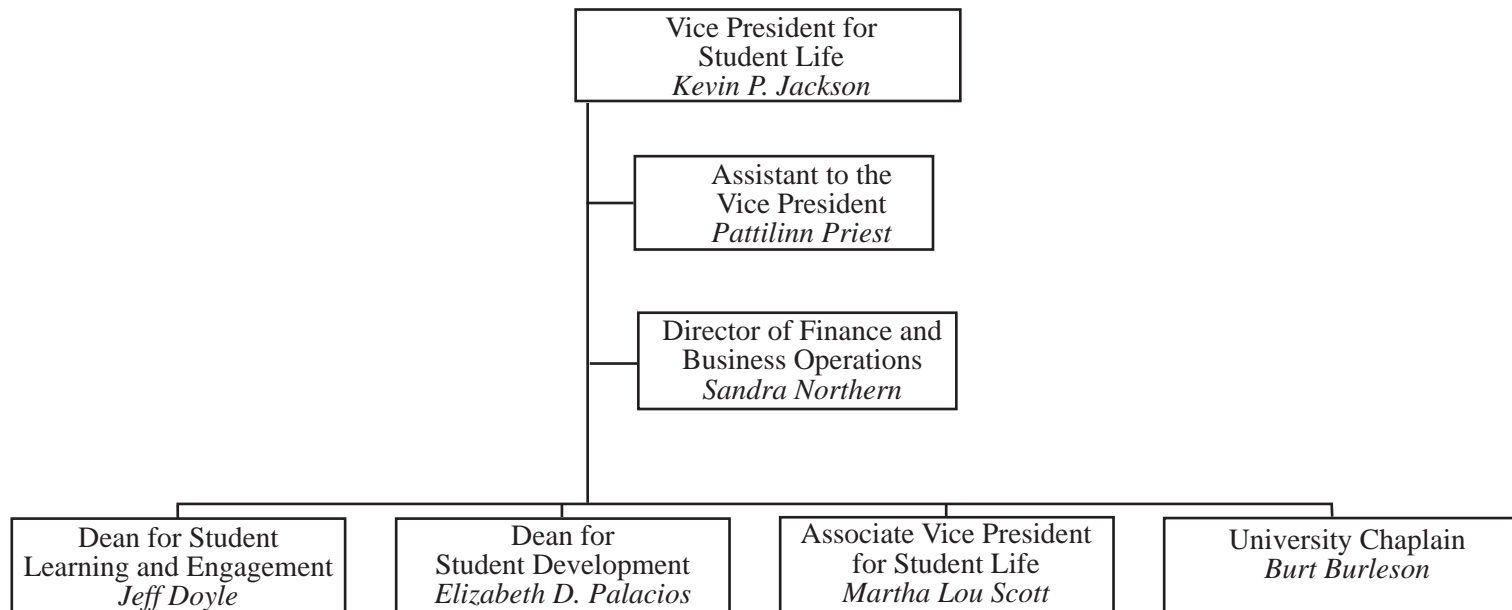 Vice President for
Student Life
Kevin P. Jackson
Assistant to the
Vice President
Pattilinn Priest
Director of Finance and
Business Operations
Sandra Northern
Dean for Student
Learning and Engagement
Jeff Doyle
Dean for
Student Development
Elizabeth D. Palacios
Associate Vice President
for Student Life
Martha Lou Scott
University Chaplain
Burt Burleson